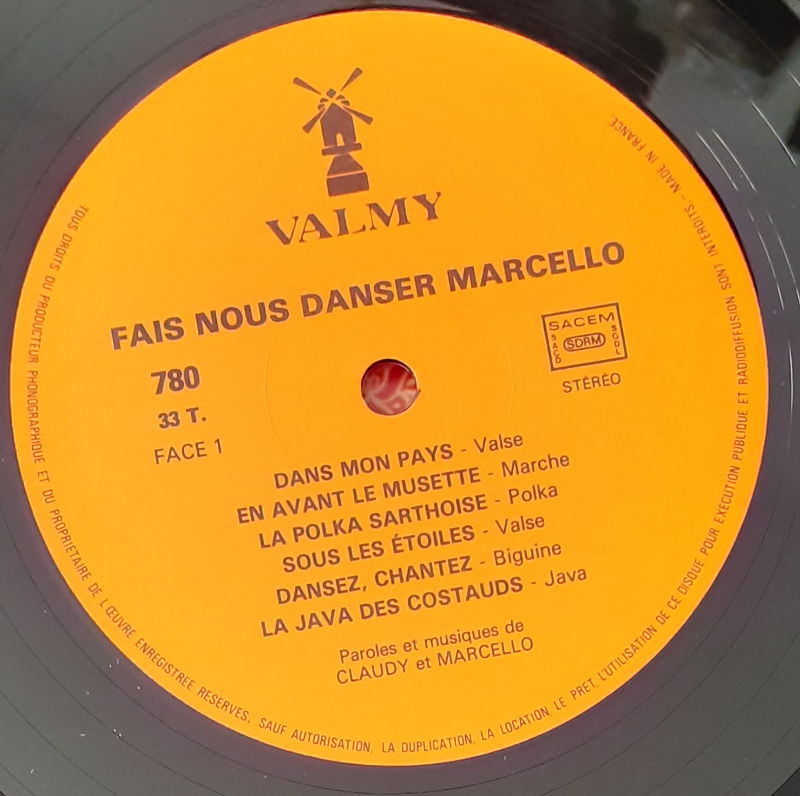 VALMY
FAIS NOUS DANSER MARCELLO
780
33 T.
FACE 1
SACEM
SACD
SDRM
SGDL
STÉRÉO
DANS MON PAYS - Valse
EN AVANT LE MUSETTE - Marche
LA POLKA SARTHOISE - Polka
SOUS LES ÉTOILES - Valse
DANSEZ, CHANTEZ - Biguine
LA JAVA DES COSTAUDS - Java
Paroles et musiques de
CLAUDY et MARCELLO
TOUS DROITS DU PRODUCTEUR PHONOGRAPHIQUE ET DU PROPRIETAIRE DE L'ŒUVRE ENREGISTREE RESERVES. SAUF AUTORISATION, LA DUPLICATION, LA LOCATION, LE PRET, L'UTILISATION DE CE DISQUE POUR EXECUTION PUBLIQUE ET RADIODIFFUSION SONT INTERDITS. - MADE IN FRANCE.